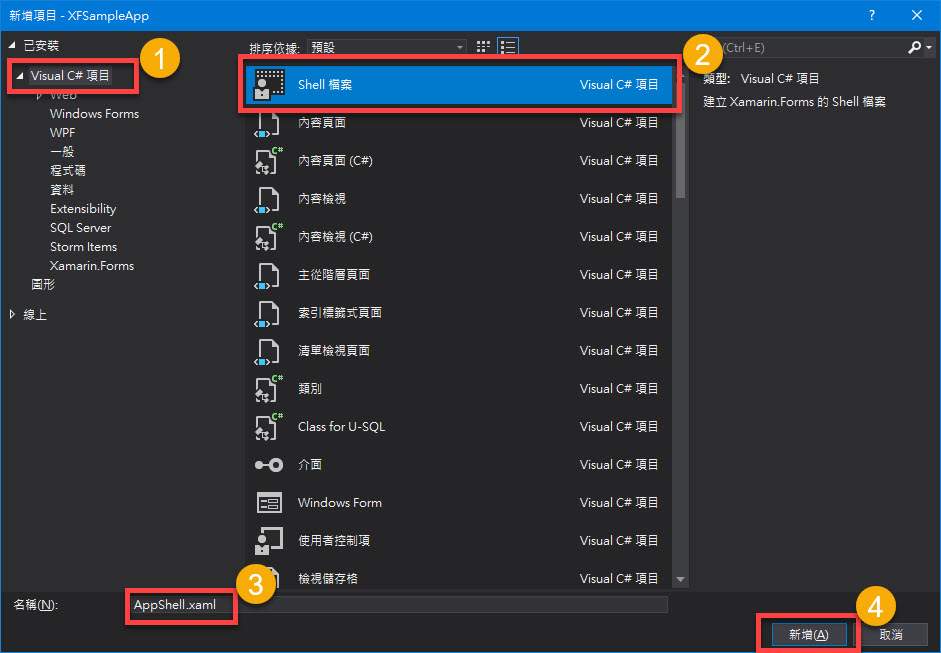 新增項目 - XFSampleApp
? ×
已安裝
排序依據: 預設
(Ctrl+E)
1
2
Visual C# 項目
Web
Windows Forms
WPF
一般
程式碼
資料
Extensibility
SQL Server
Storm Items
Xamarin.Forms
圖形
線上
Shell 檔案 Visual C# 項目
內容頁面 Visual C# 項目
C# 內容頁面 (C#) Visual C# 項目
內容檢視 Visual C# 項目
C# 內容檢視 (C#) Visual C# 項目
主從階層頁面 Visual C# 項目
索引標籤式頁面 Visual C# 項目
清單檢視頁面 Visual C# 項目
C# 類別 Visual C# 項目
C# Class for U-SQL Visual C# 項目
介面 Visual C# 項目
Windows Form Visual C# 項目
使用者控制項 Visual C# 項目
檢視儲存格 Visual C# 項目
類型: Visual C# 項目
建立 Xamarin.Forms 的 Shell 檔案
3
名稱(N): AppShell.xaml
4
新增(A) 取消